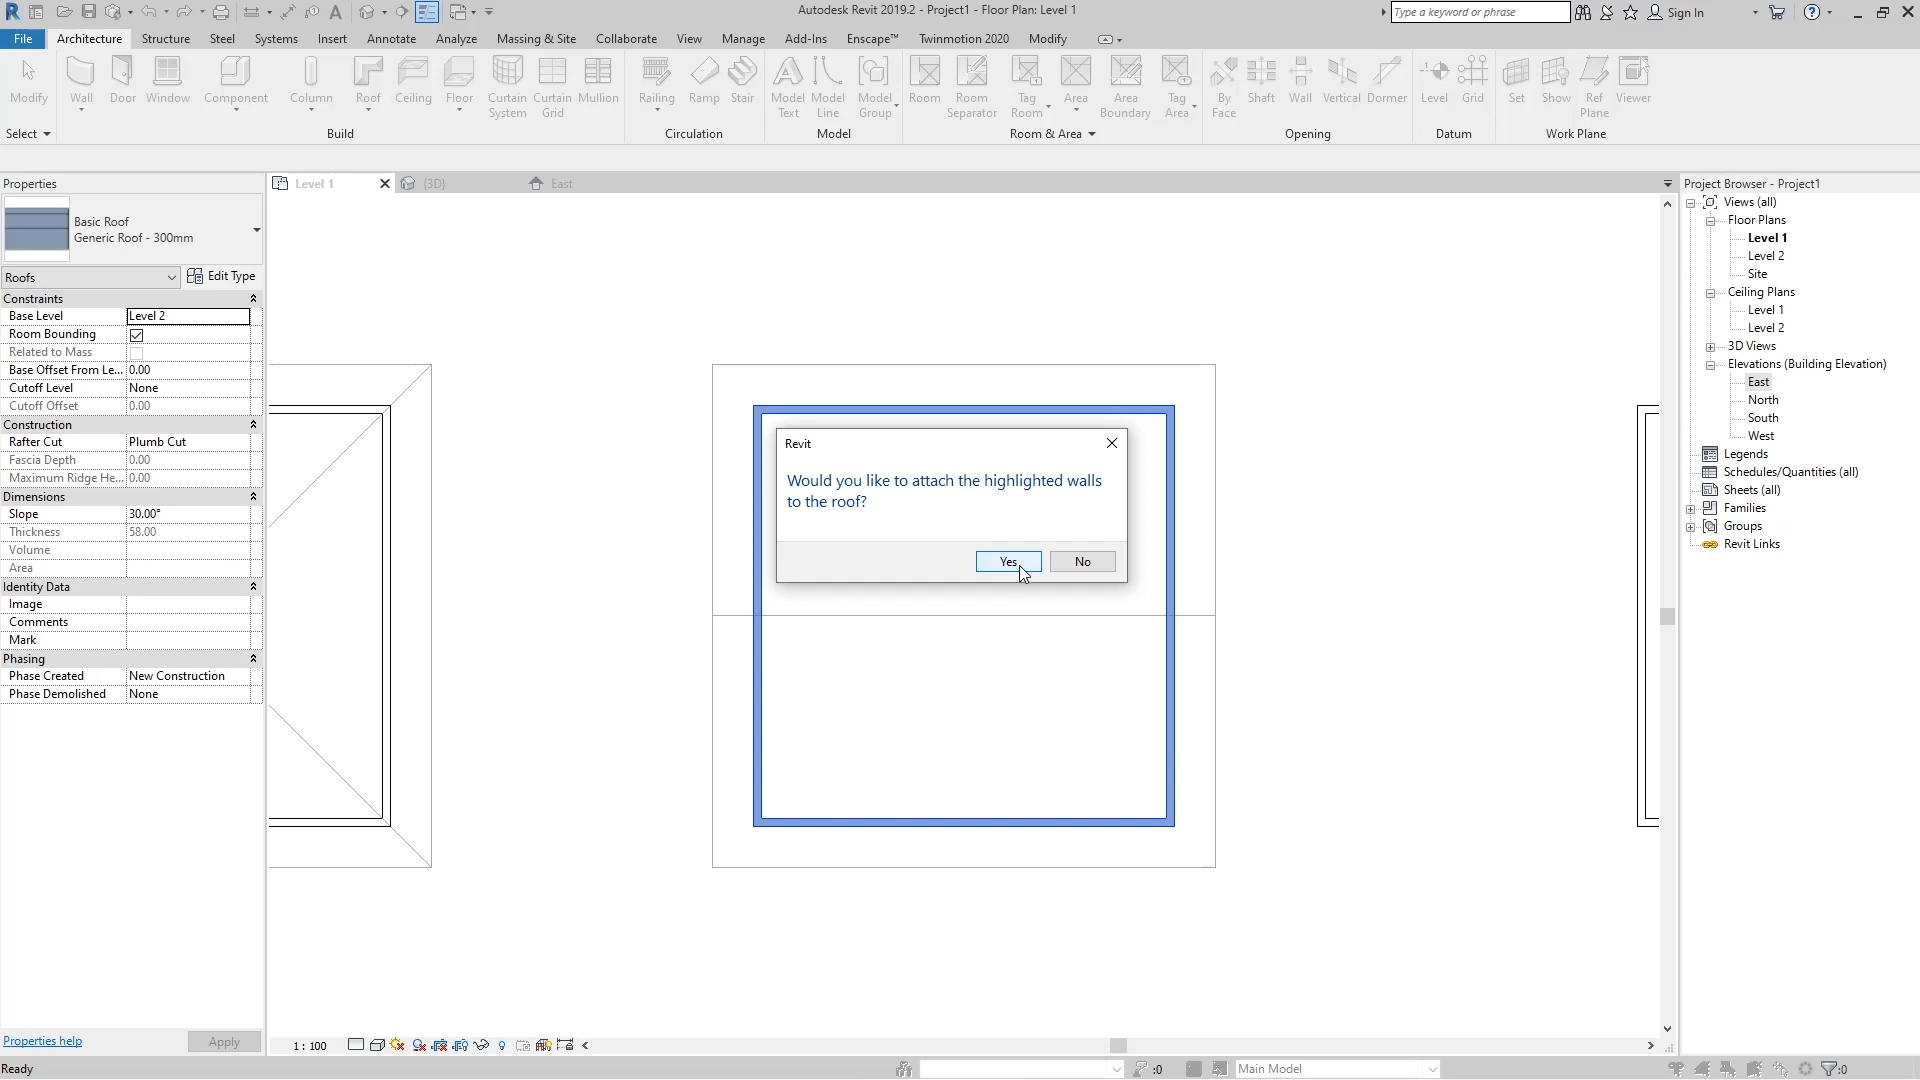 Autodesk Revit 2019.2 - Project1 - Floor Plan: Level 1
Type a keyword or phrase
Sign In
File Architecture Structure Steel Systems Insert Annotate Analyze Massing & Site Collaborate View Manage Add-Ins Enscape™ Twinmotion 2020 Modify
Modify Wall Door Window Component Column Roof Ceiling Floor Curtain System Curtain Grid Mullion Railing Ramp Stair Model Text Model Line Model Group Room Room Separator Tag Room Area Area Boundary Tag Area By Face Shaft Wall Vertical Dormer Level Grid Set Show Ref Plane Viewer
Select Build Circulation Model Room & Area Opening Datum Work Plane
Properties
Basic Roof
Generic Roof - 300mm
Roofs Edit Type
Constraints
Base Level Level 2
Room Bounding
Related to Mass
Base Offset From Le... 0.00
Cutoff Level None
Cutoff Offset 0.00
Construction
Rafter Cut Plumb Cut
Fascia Depth 0.00
Maximum Ridge He... 0.00
Dimensions
Slope 30.00°
Thickness 58.00
Volume
Area
Identity Data
Image
Comments
Mark
Phasing
Phase Created New Construction
Phase Demolished None
Properties help Apply
Level 1 {3D} East
Revit
Would you like to attach the highlighted walls
to the roof?
Yes No
1 : 100
Project Browser - Project1
Views (all)
Floor Plans
Level 1
Level 2
Site
Ceiling Plans
Level 1
Level 2
3D Views
Elevations (Building Elevation)
East
North
South
West
Legends
Schedules/Quantities (all)
Sheets (all)
Families
Groups
Revit Links
Ready :0 Main Model :0